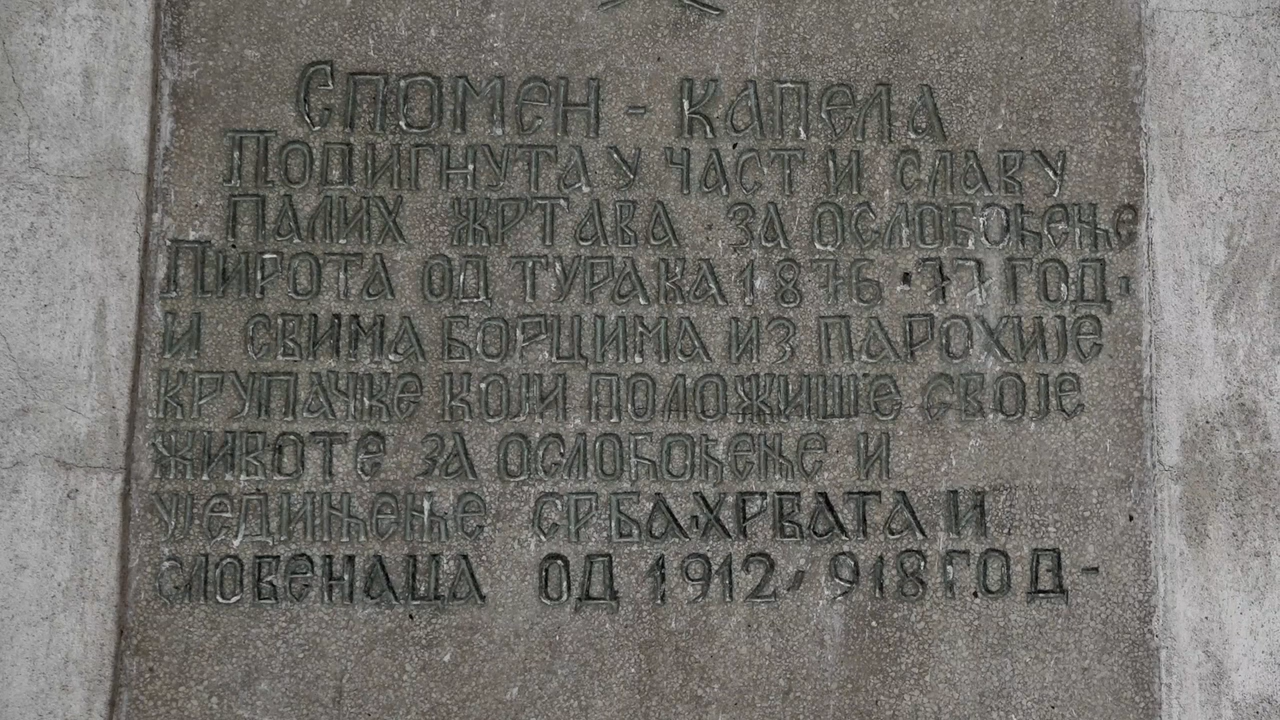 Спомен - капела
Подигнута у част и славу
палих жртава за ослобођење
Пирота од Турака 1876-77 год.
и свима борцима из парохије
крупачке који положише своје
животе за ослобођење и
уједињење Срба, Хрвата и
Словенаца од 1912-918 год-